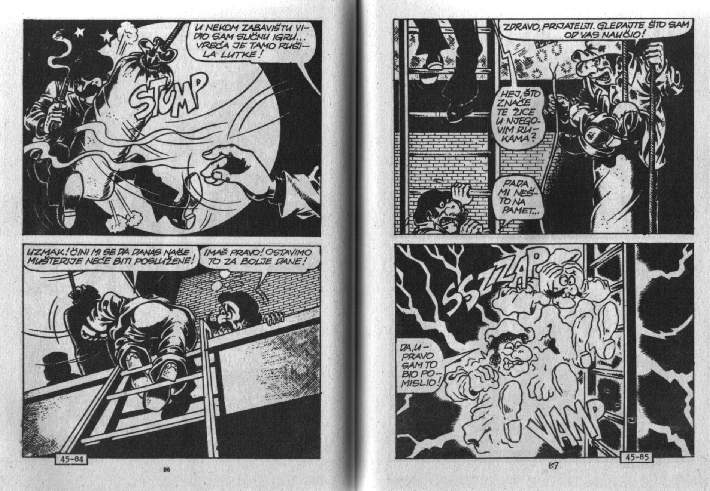 U NEKOM ZABAVIŠTU VI-
DIO SAM SLIČNU IGRU...
VREĆA JE TAMO RUŠI-
LA LUTKE!
STUMP
UZMAK! ČINI MI SE DA DANAS NAŠE
MUŠTERIJE NEĆE BITI POSLUŽENE!
IMAŠ PRAVO! OSTAVIMO
TO ZA BOLJE DANE!
45-84
86
ZDRAVO, PRIJATELJI. GLEDAJTE ŠTO SAM
OD VAS NAUČIO!
HEJ, ŠTO
ZNAČE
TE ŽICE
U NJEGO-
VIM RU-
KAMA?
PADA
MI NEŠ-
TO NA
PAMET...
SSZZZAP
DA, U-
PRAVO
SAM TO
BIO PO-
MISLIO!
VAMP
45-85
87